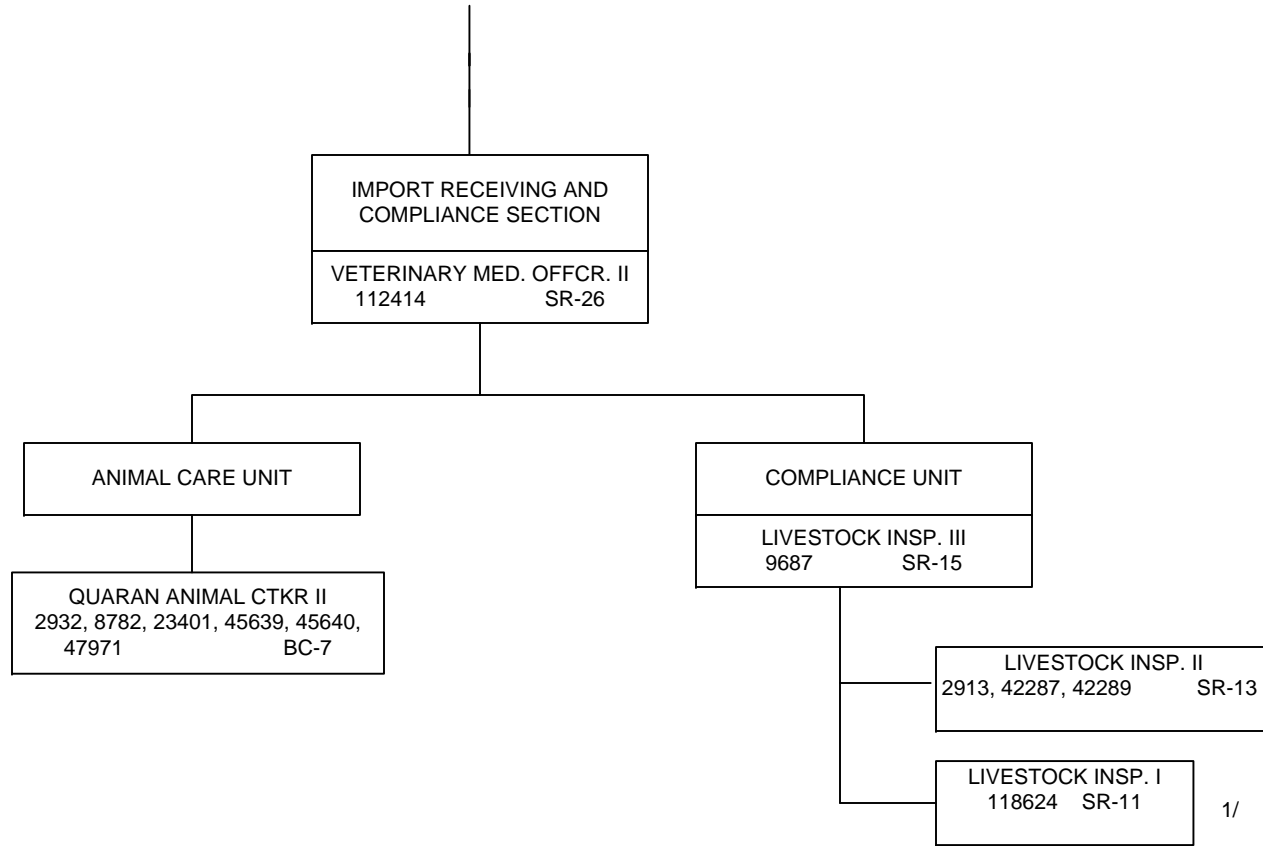 IMPORT RECEIVING AND
COMPLIANCE SECTION
VETERINARY MED. OFFCR. II
112414 SR-26
ANIMAL CARE UNIT
QUARAN ANIMAL CTKR II
2932, 8782, 23401, 45639, 45640,
47971 BC-7
COMPLIANCE UNIT
LIVESTOCK INSP. III
9687 SR-15
LIVESTOCK INSP. II
2913, 42287, 42289 SR-13
LIVESTOCK INSP. I
118624 SR-11
1/